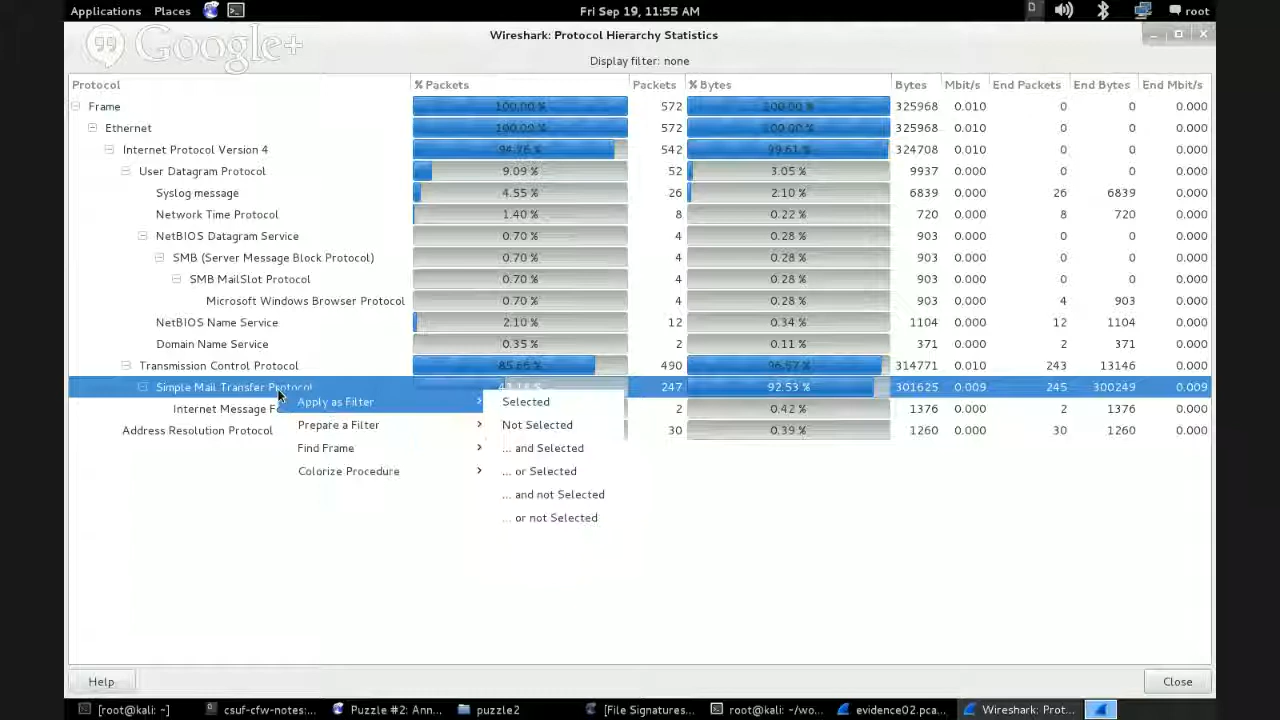 Applications Places Fri Sep 19, 11:55 AM root
Google+
Wireshark: Protocol Hierarchy Statistics
Display filter: none
Protocol % Packets Packets % Bytes Bytes Mbit/s End Packets End Bytes End Mbit/s
Frame 100.00 % 572 100.00 % 325968 0.010 0 0 0.000
Ethernet 100.00 % 572 100.00 % 325968 0.010 0 0 0.000
Internet Protocol Version 4 94.76 % 542 99.61 % 324708 0.010 0 0 0.000
User Datagram Protocol 9.09 % 52 3.05 % 9937 0.000 0 0 0.000
Syslog message 4.55 % 26 2.10 % 6839 0.000 26 6839 0.000
Network Time Protocol 1.40 % 8 0.22 % 720 0.000 8 720 0.000
NetBIOS Datagram Service 0.70 % 4 0.28 % 903 0.000 0 0 0.000
SMB (Server Message Block Protocol) 0.70 % 4 0.28 % 903 0.000 0 0 0.000
SMB MailSlot Protocol 0.70 % 4 0.28 % 903 0.000 0 0 0.000
Microsoft Windows Browser Protocol 0.70 % 4 0.28 % 903 0.000 4 903 0.000
NetBIOS Name Service 2.10 % 12 0.34 % 1104 0.000 12 1104 0.000
Domain Name Service 0.35 % 2 0.11 % 371 0.000 2 371 0.000
Transmission Control Protocol 85.66 % 490 96.57 % 314771 0.010 243 13146 0.000
Simple Mail Transfer Protocol 43.18 % 247 92.53 % 301625 0.009 245 300249 0.009
Internet Message F 2 0.42 % 1376 0.000 2 1376 0.000
Address Resolution Protocol 30 0.39 % 1260 0.000 30 1260 0.000
Apply as Filter
Prepare a Filter
Find Frame
Colorize Procedure
Selected
Not Selected
... and Selected
... or Selected
... and not Selected
... or not Selected
Help Close
[root@kali: ~] csuf-cfw-notes:... Puzzle #2: Ann... puzzle2 [File Signatures... root@kali: ~/wo... evidence02.pca... Wireshark: Prot...